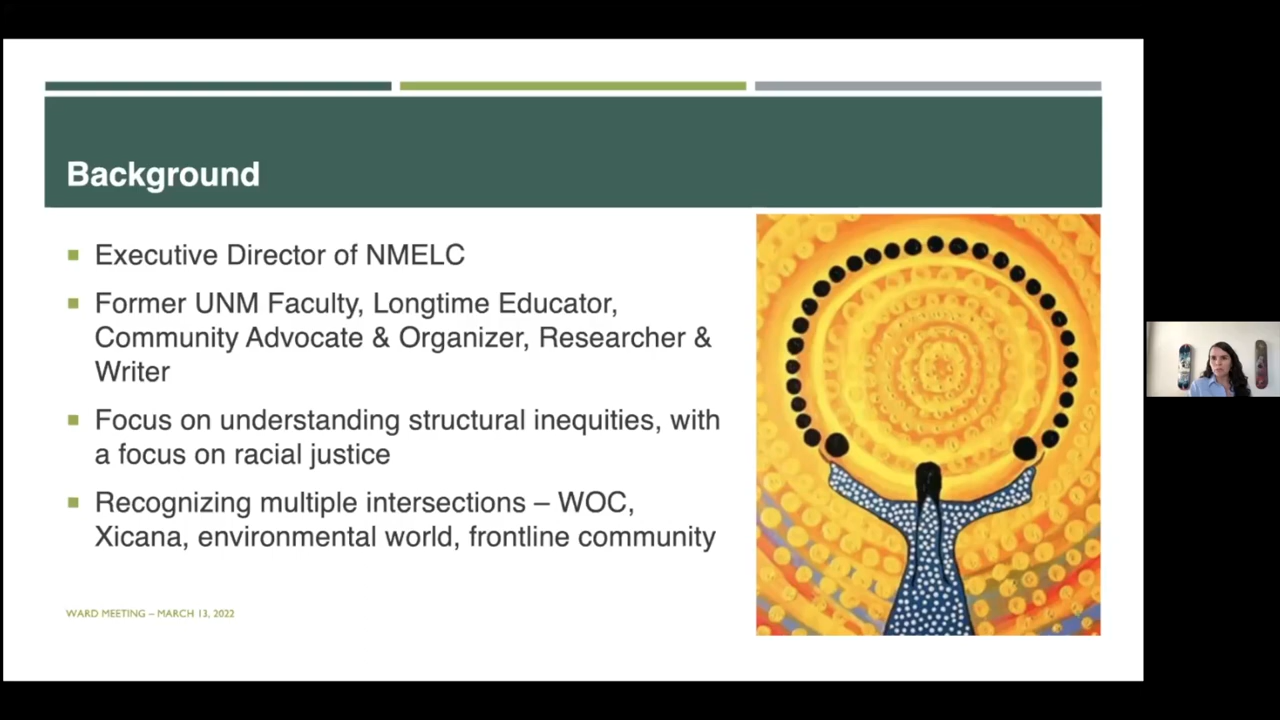 Background
Executive Director of NMELC
Former UNM Faculty, Longtime Educator,
Community Advocate & Organizer, Researcher &
Writer
Focus on understanding structural inequities, with
a focus on racial justice
Recognizing multiple intersections – WOC,
Xicana, environmental world, frontline community
WARD MEETING – MARCH 13, 2022